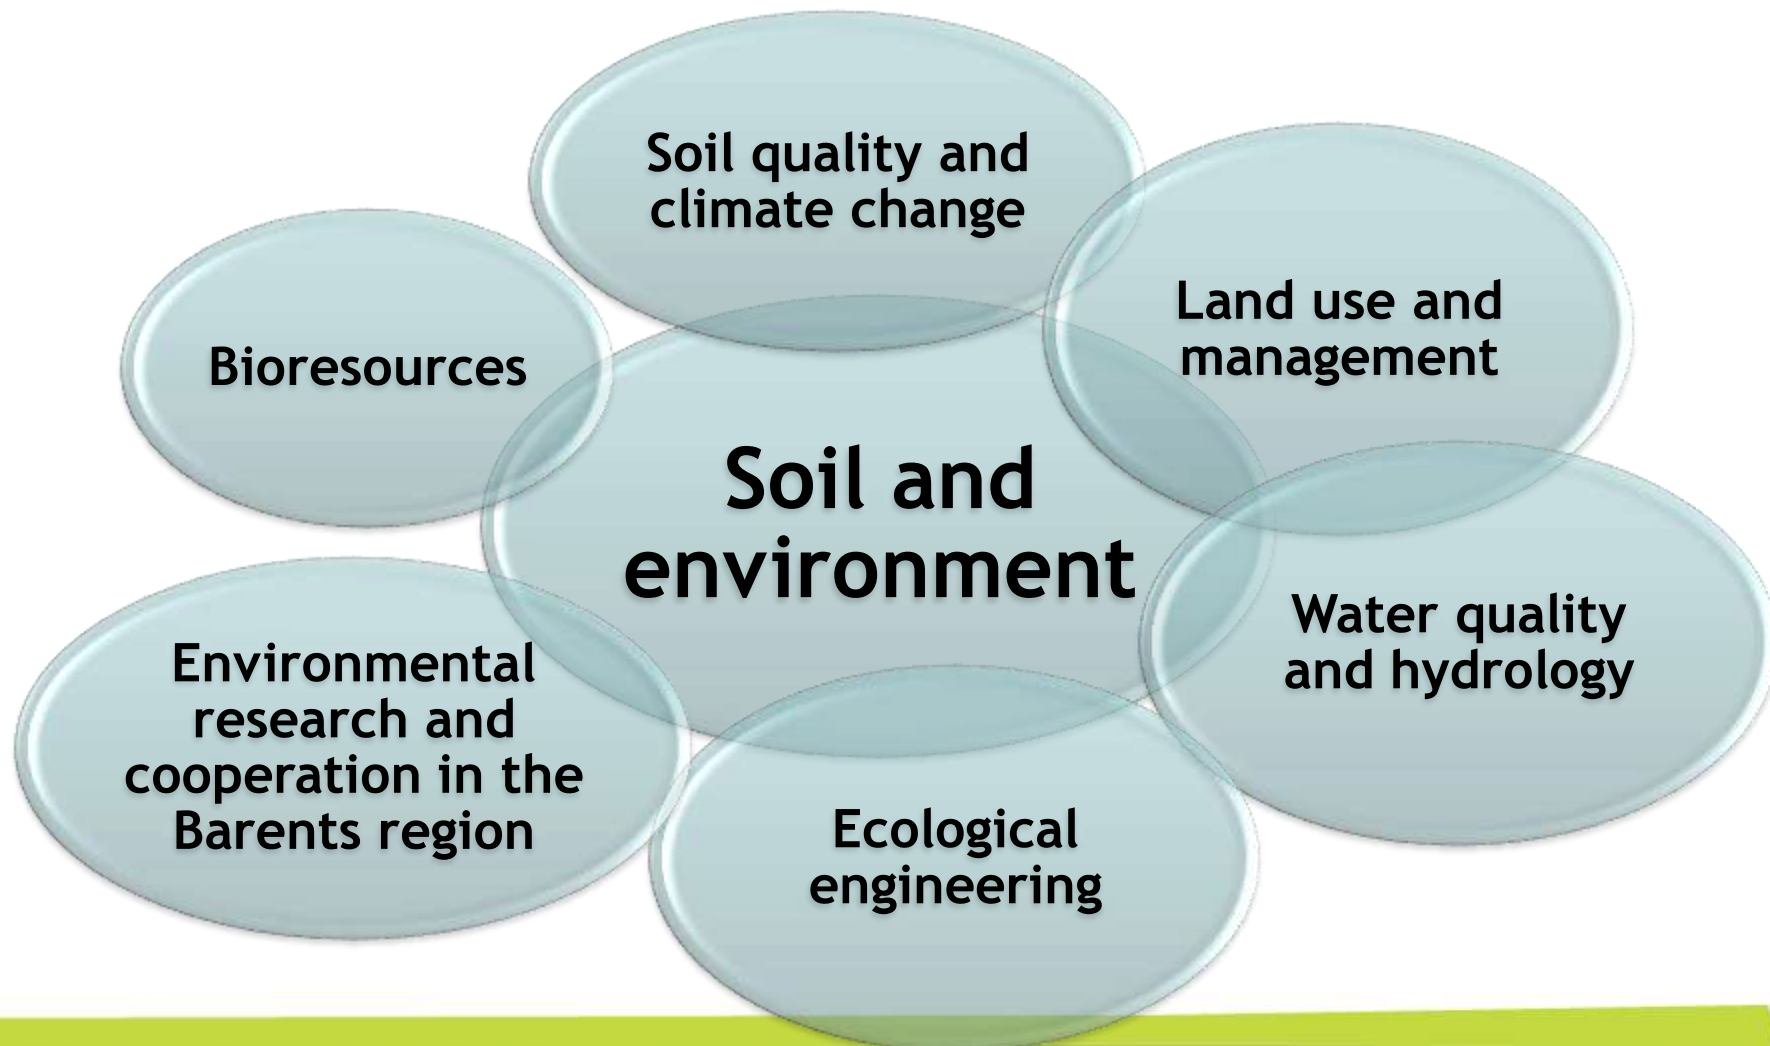 Soil quality and
climate change
Land use and
management
Bioresources
Soil and
environment
Water quality
and hydrology
Environmental
research and
cooperation in the
Barents region
Ecological
engineering